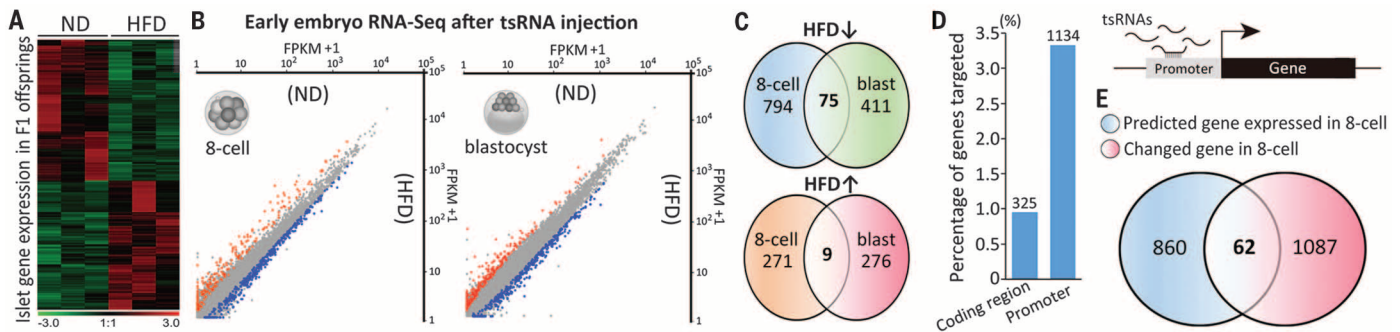 A
ND HFD
Islet gene expression in F1 offsprings
-3.0 1:1 3.0
B
Early embryo RNA-Seq after tsRNA injection
FPKM +1
1 10 10² 10³ 10⁴ 10⁵
(ND)
8-cell
10⁴
10³
10²
10
1
FPKM +1
(HFD)
FPKM +1
1 10 10² 10³ 10⁴ 10⁵
(ND)
blastocyst
10⁴
10³
10²
10
1
FPKM +1
(HFD)
C
HFD↓
8-cell
794
75
blast
411
HFD↑
8-cell
271
9
blast
276
D
(%)
Percentage of genes targeted
3.5
3.0
2.5
2.0
1.5
1.0
0.5
0
325
1134
Coding region
Promoter
tsRNAs
Promoter
Gene
E
Predicted gene expressed in 8-cell
Changed gene in 8-cell
860
62
1087